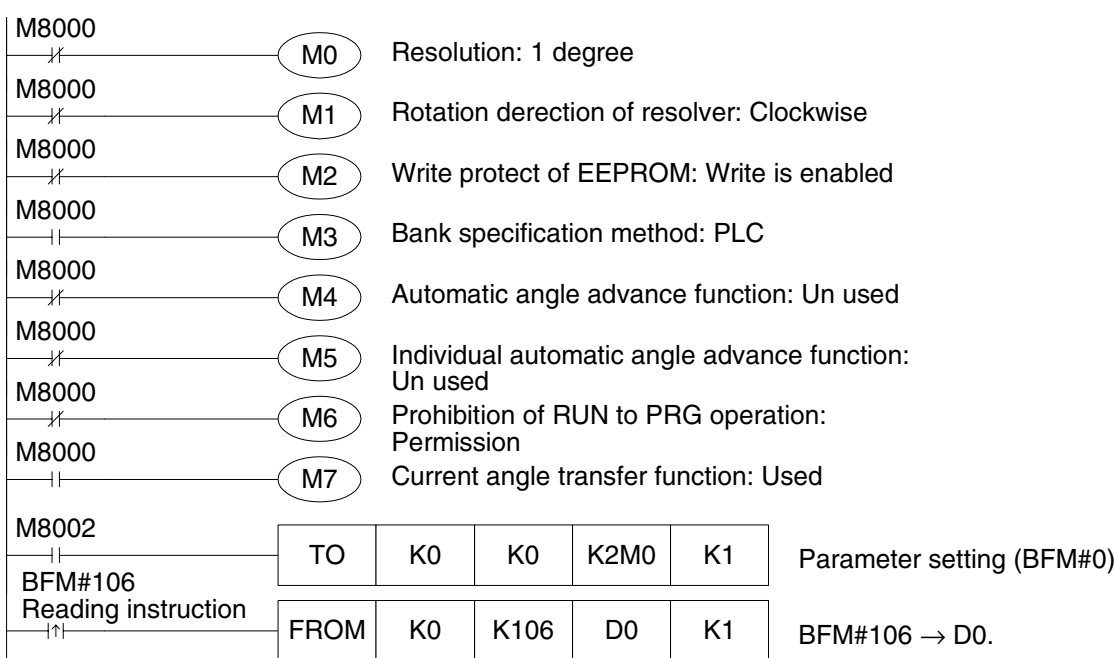 M8000
M0 Resolution: 1 degree
M8000
M1 Rotation derection of resolver: Clockwise
M8000
M2 Write protect of EEPROM: Write is enabled
M8000
M3 Bank specification method: PLC
M8000
M4 Automatic angle advance function: Un used
M8000
M5 Individual automatic angle advance function:
Un used
M8000
M6 Prohibition of RUN to PRG operation:
Permission
M8000
M7 Current angle transfer function: Used
M8002
TO K0 K0 K2M0 K1 Parameter setting (BFM#0)
BFM#106
Reading instruction
FROM K0 K106 D0 K1 BFM#106 → D0.